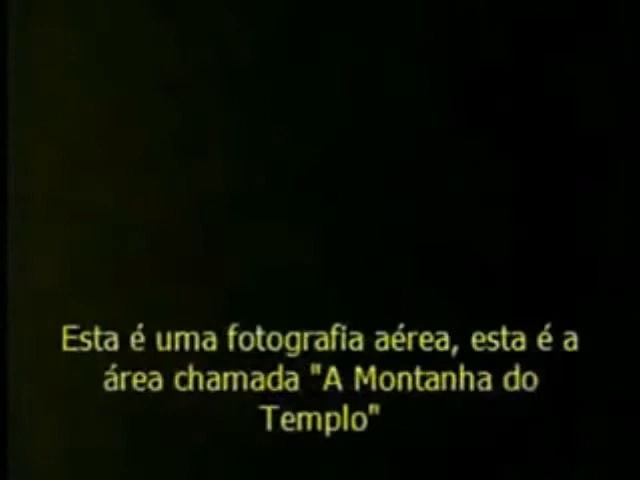 Esta é uma fotografia aérea, esta é a
área chamada "A Montanha do
Templo"